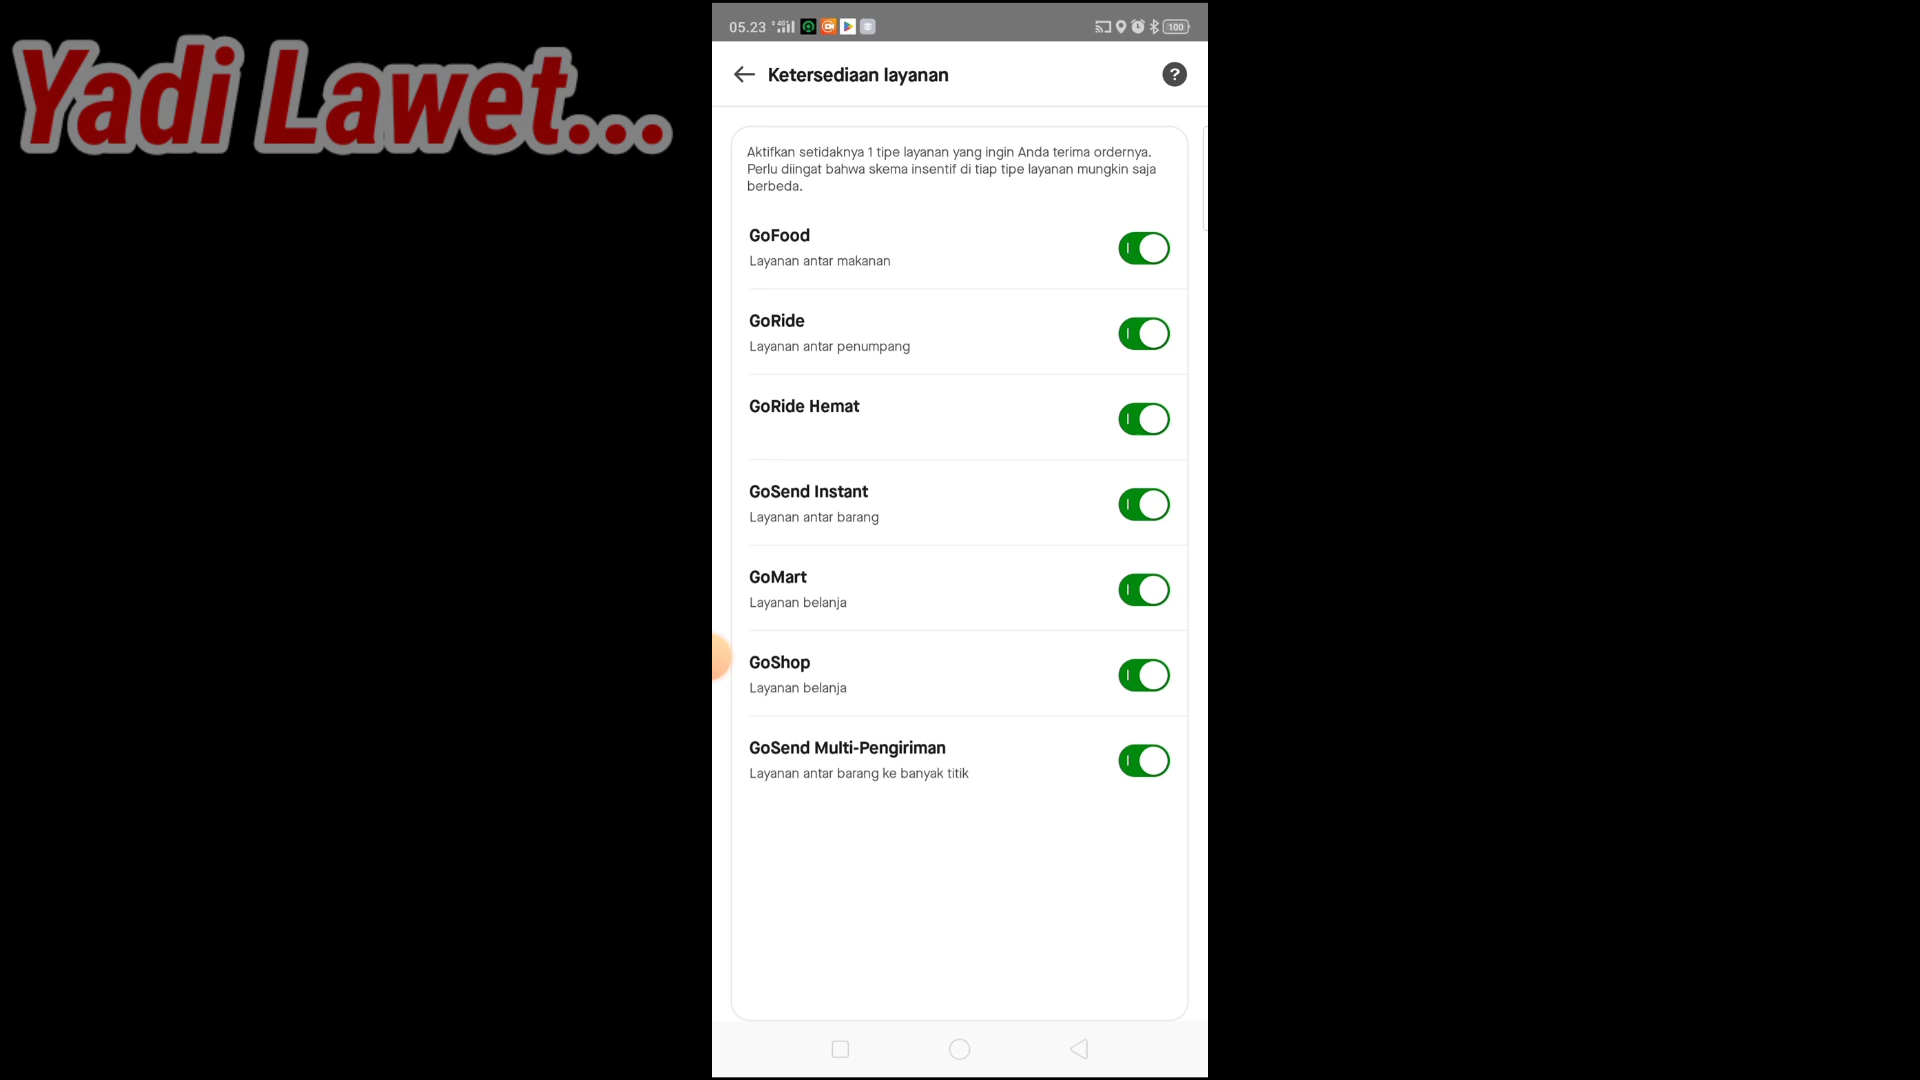 Yadi Lawet...
05.23
100
Ketersediaan layanan
?
Aktifkan setidaknya 1 tipe layanan yang ingin Anda terima ordernya.
Perlu diingat bahwa skema insentif di tiap tipe layanan mungkin saja
berbeda.
GoFood
Layanan antar makanan
GoRide
Layanan antar penumpang
GoRide Hemat
GoSend Instant
Layanan antar barang
GoMart
Layanan belanja
GoShop
Layanan belanja
GoSend Multi-Pengiriman
Layanan antar barang ke banyak titik